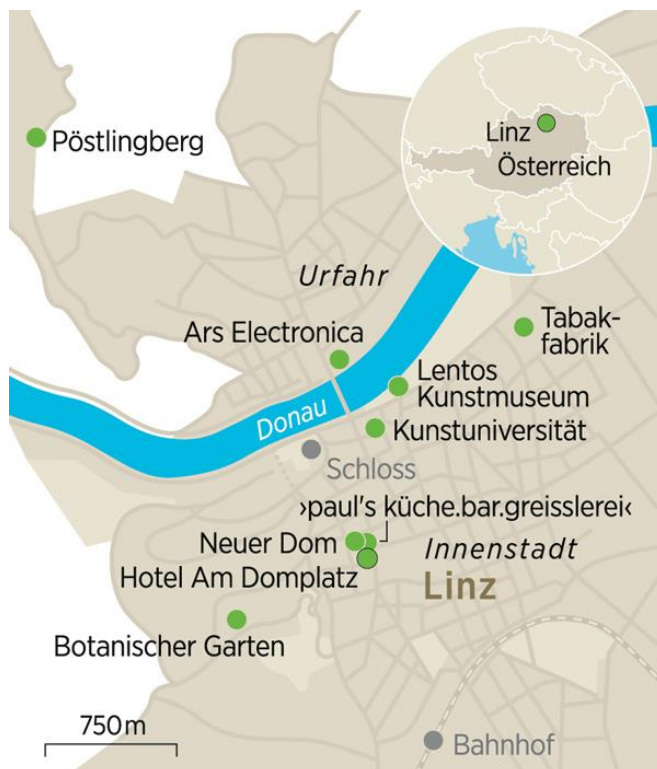 Pöstlingberg
Linz
Österreich
Urfahr
Ars Electronica
Tabak-
fabrik
Lentos
Kunstmuseum
Donau
Kunstuniversität
Schloss
›paul's küche.bar.greisslerei‹
Neuer Dom
Innenstadt
Hotel Am Domplatz
Linz
Botanischer Garten
750 m
Bahnhof